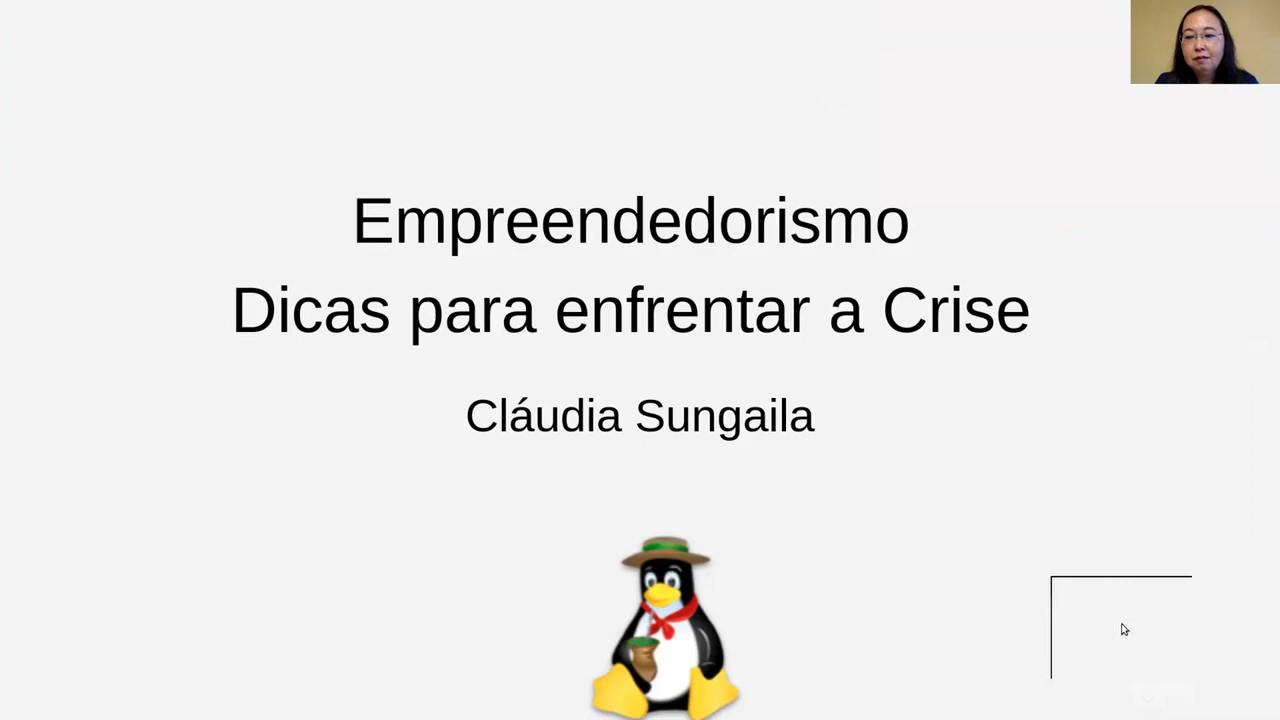 Empreendedorismo
Dicas para enfrentar a Crise
Cláudia Sungaila